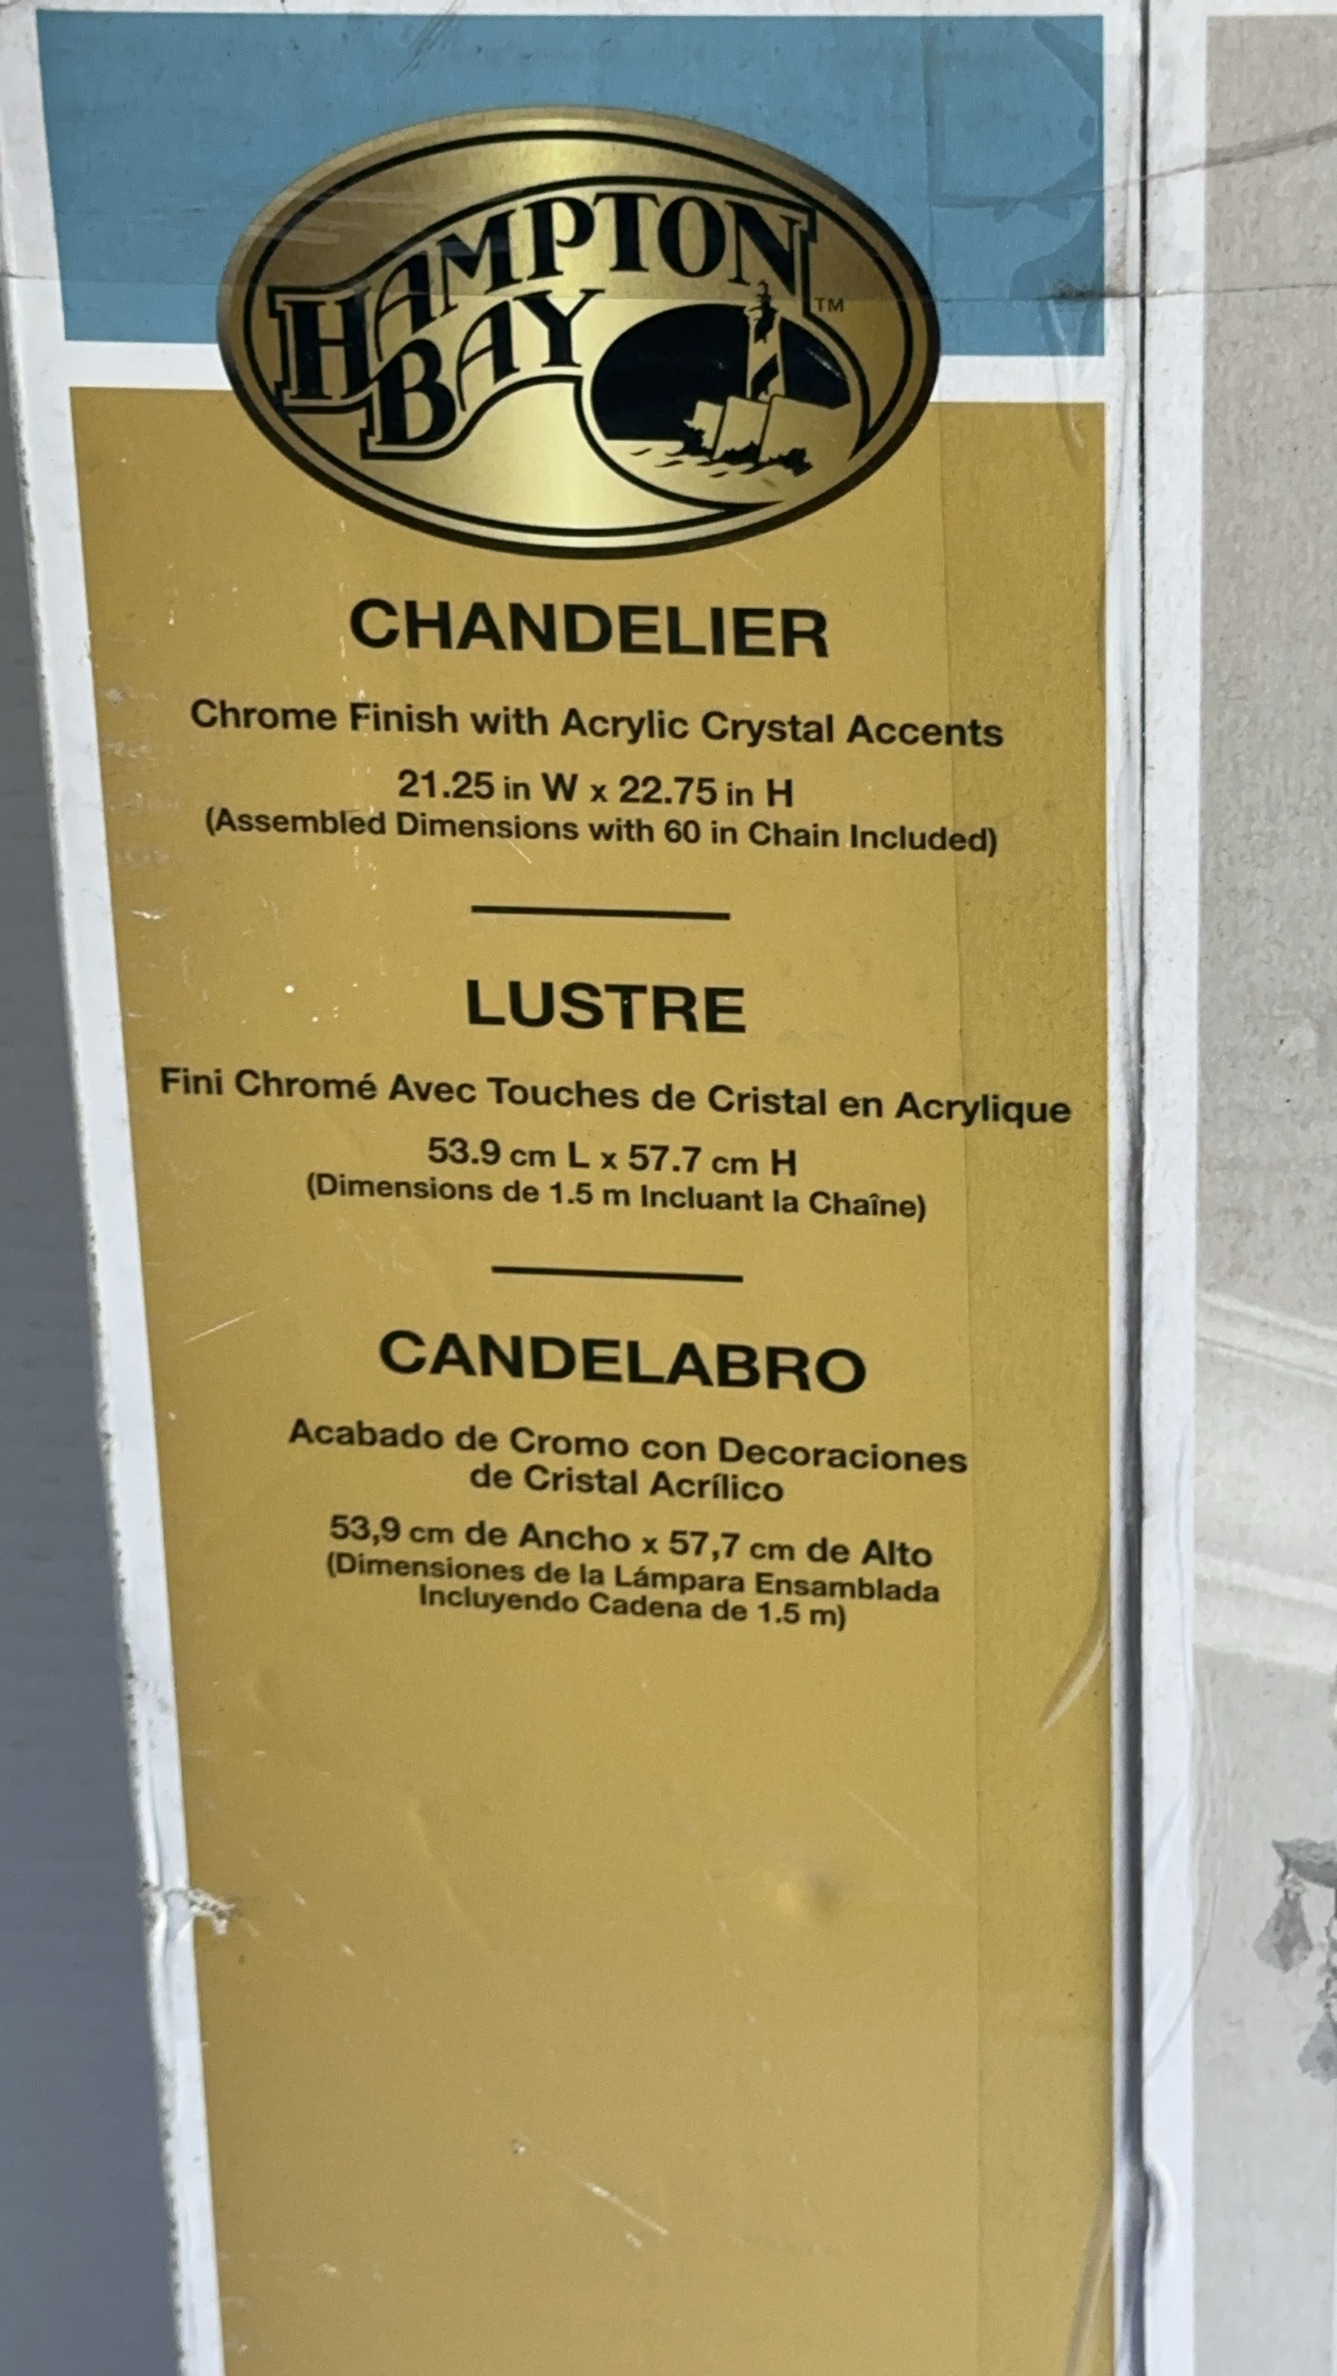 HAMPTON
BAY
TM
CHANDELIER
Chrome Finish with Acrylic Crystal Accents
21.25 in W x 22.75 in H
(Assembled Dimensions with 60 in Chain Included)
LUSTRE
Fini Chromé Avec Touches de Cristal en Acrylique
53.9 cm L x 57.7 cm H
(Dimensions de 1.5 m Incluant la Chaîne)
CANDELABRO
Acabado de Cromo con Decoraciones
de Cristal Acrílico
53,9 cm de Ancho x 57,7 cm de Alto
(Dimensiones de la Lámpara Ensamblada
Incluyendo Cadena de 1.5 m)